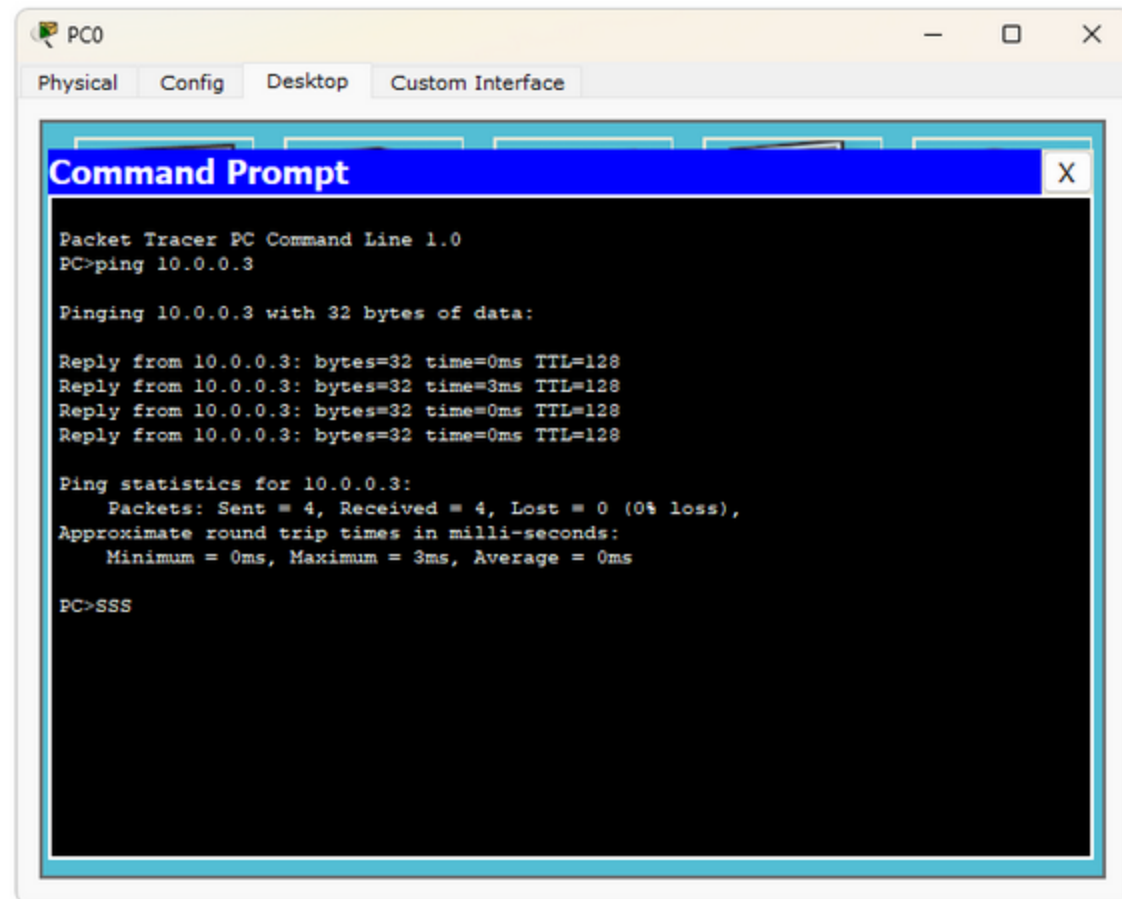 PC0
Physical Config Desktop Custom Interface
Command Prompt
X
Packet Tracer PC Command Line 1.0
PC>ping 10.0.0.3
Pinging 10.0.0.3 with 32 bytes of data:
Reply from 10.0.0.3: bytes=32 time=0ms TTL=128
Reply from 10.0.0.3: bytes=32 time=3ms TTL=128
Reply from 10.0.0.3: bytes=32 time=0ms TTL=128
Reply from 10.0.0.3: bytes=32 time=0ms TTL=128
Ping statistics for 10.0.0.3:
Packets: Sent = 4, Received = 4, Lost = 0 (0% loss),
Approximate round trip times in milli-seconds:
Minimum = 0ms, Maximum = 3ms, Average = 0ms
PC>SSS